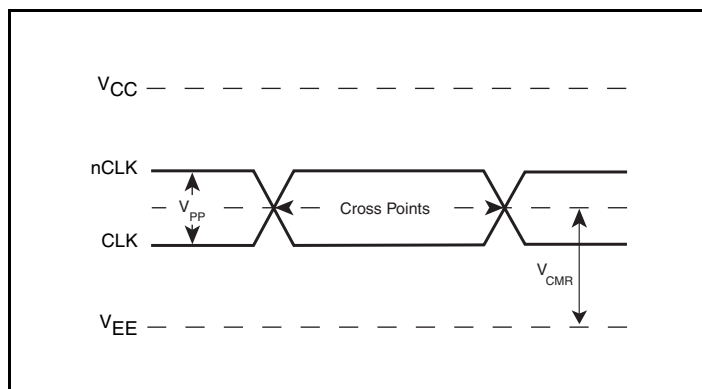 VCC
nCLK
VPP
Cross Points
CLK
VCMR
VEE